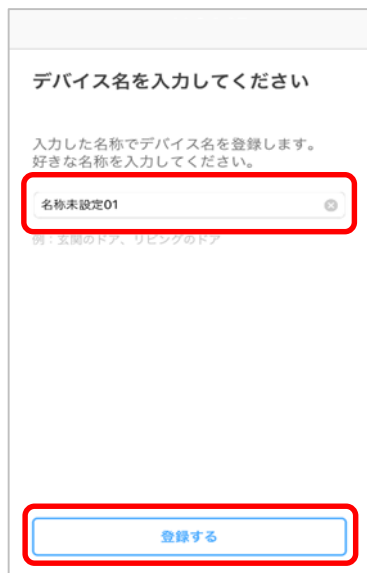 デバイス名を入力してください
入力した名称でデバイス名を登録します。
好きな名称を入力してください。
名称未設定01
例：玄関のドア、リビングのドア
登録する